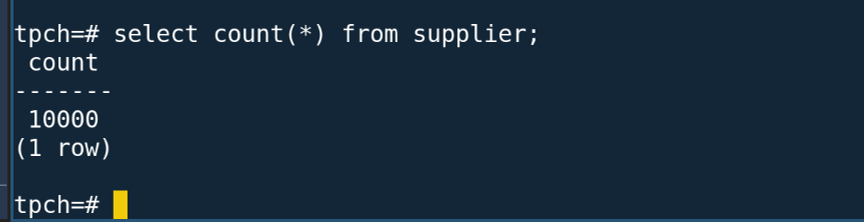 tpch=# select count(*) from supplier;
 count
-------
 10000
(1 row)

tpch=#